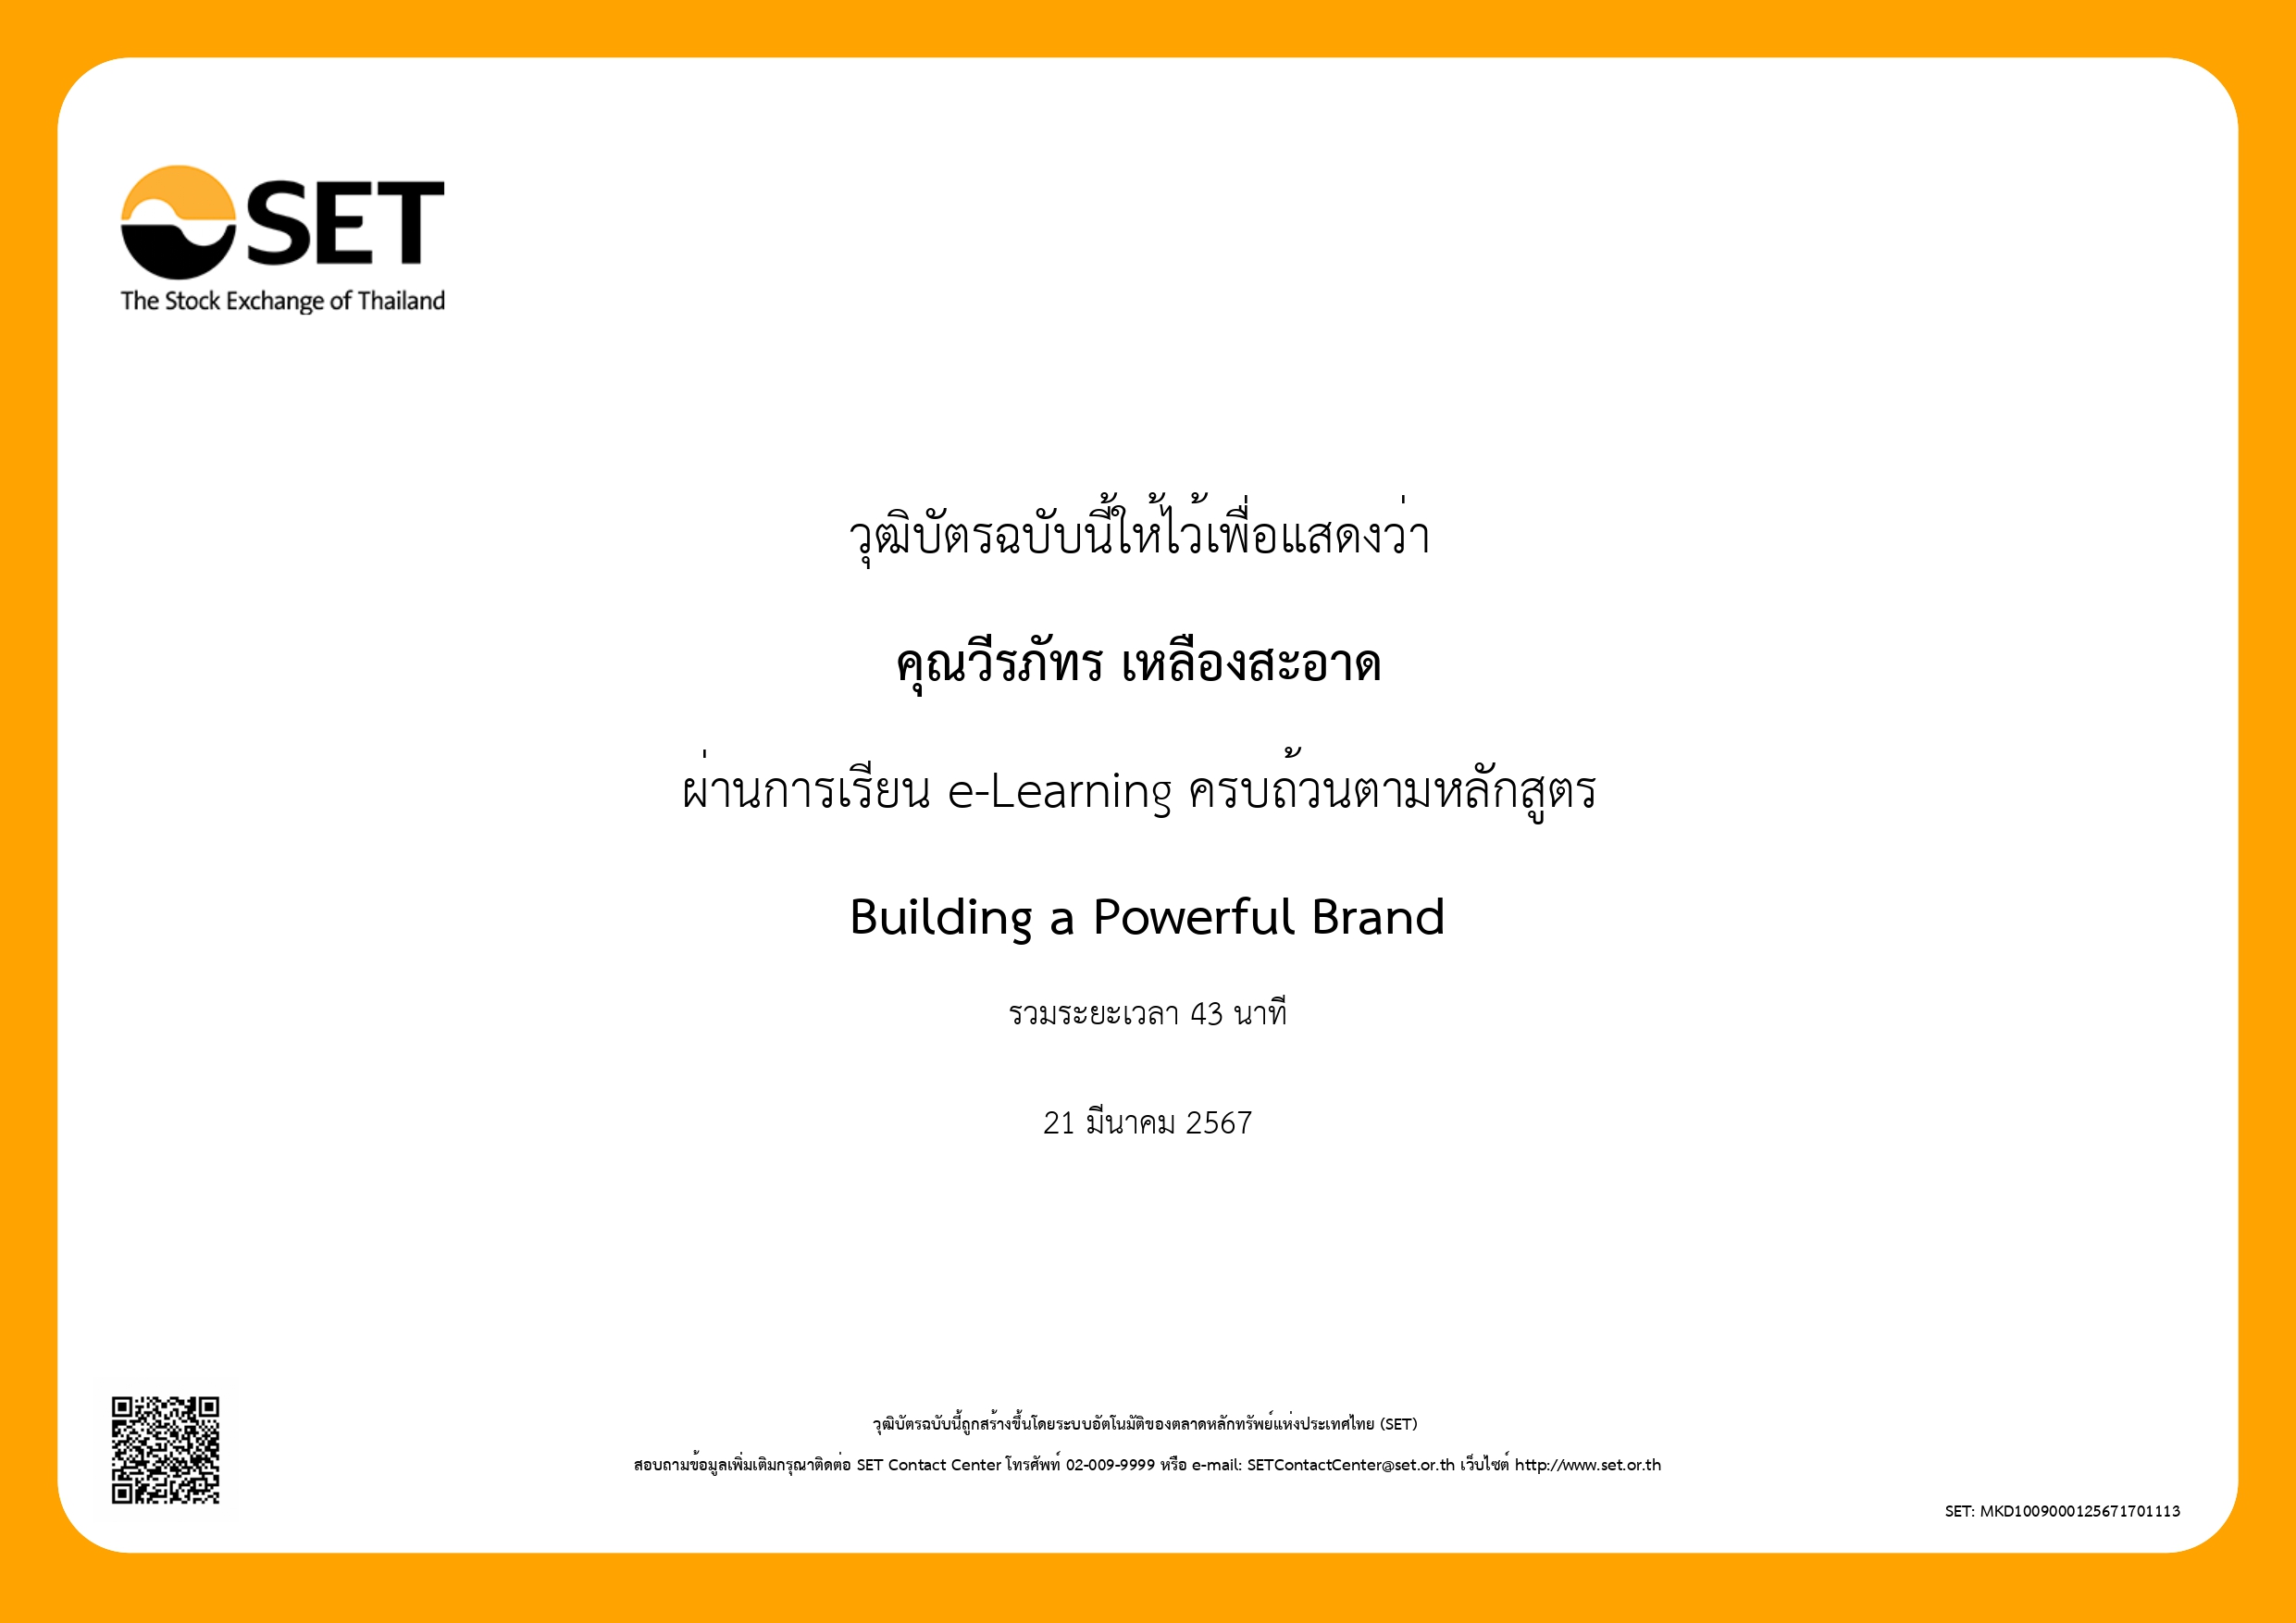 SET
The Stock Exchange of Thailand
วุฒิบัตรฉบับนี้ให้ไว้เพื่อแสดงว่า
คุณวีรภัทร เหลืองสะอาด
ผ่านการเรียน e-Learning ครบถ้วนตามหลักสูตร
Building a Powerful Brand
รวมระยะเวลา 43 นาที
21 มีนาคม 2567
วุฒิบัตรฉบับนี้ถูกสร้างขึ้นโดยระบบอัตโนมัติของตลาดหลักทรัพย์แห่งประเทศไทย (SET)
สอบถามข้อมูลเพิ่มเติมกรุณาติดต่อ SET Contact Center โทรศัพท์ 02-009-9999 หรือ e-mail: SETContactCenter@set.or.th เว็บไซต์ http://www.set.or.th
SET: MKD1009000125671701113